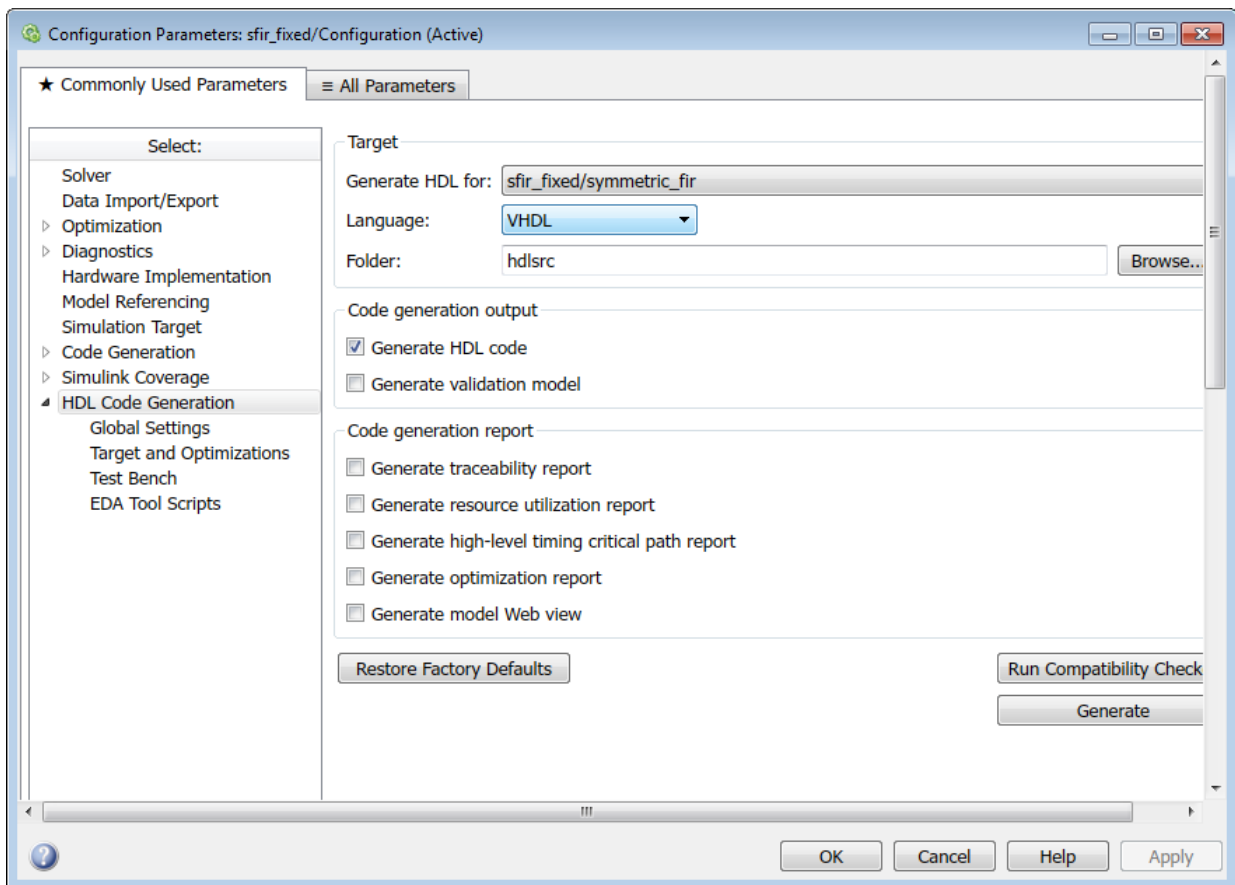 Configuration Parameters: sfir_fixed/Configuration (Active)
★ Commonly Used Parameters
≡ All Parameters
Select:
Solver
Data Import/Export
Optimization
Diagnostics
Hardware Implementation
Model Referencing
Simulation Target
Code Generation
Simulink Coverage
HDL Code Generation
Global Settings
Target and Optimizations
Test Bench
EDA Tool Scripts
Target
Generate HDL for: sfir_fixed/symmetric_fir
Language: VHDL
Folder: hdlsrc Browse...
Code generation output
Generate HDL code
Generate validation model
Code generation report
Generate traceability report
Generate resource utilization report
Generate high-level timing critical path report
Generate optimization report
Generate model Web view
Restore Factory Defaults Run Compatibility Check
Generate
OK Cancel Help Apply